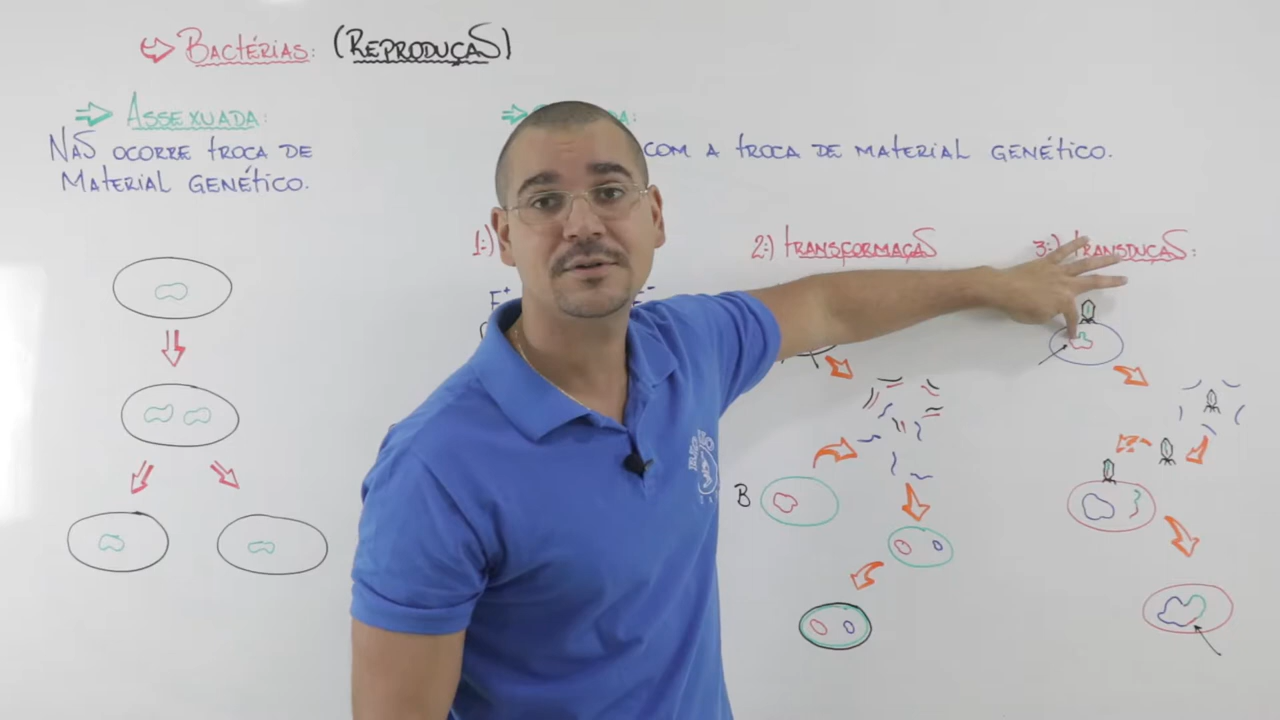 BACTÉRIAS: (REPRODUÇÃO)
ASSEXUADA:
NÃO OCORRE TROCA DE
MATERIAL GENÉTICO.
COM A TROCA DE MATERIAL GENÉTICO.
1:)
2:) TRANSFORMAÇÃO
3:) TRANSDUÇÃO:
F⁺
F⁻
B